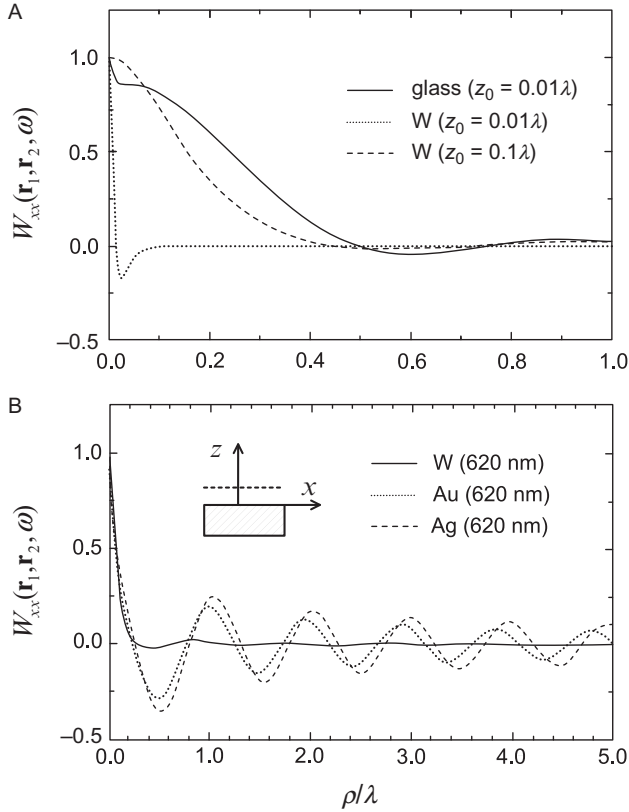 A
W_xx(r_1, r_2, ω)
1.0
0.5
0.0
–0.5
glass (z_0 = 0.01λ)
W (z_0 = 0.01λ)
W (z_0 = 0.1λ)
0.0 0.2 0.4 0.6 0.8 1.0
B
W_xx(r_1, r_2, ω)
1.0
0.5
0.0
–0.5
z
x
W (620 nm)
Au (620 nm)
Ag (620 nm)
0.0 1.0 2.0 3.0 4.0 5.0
ρ/λ